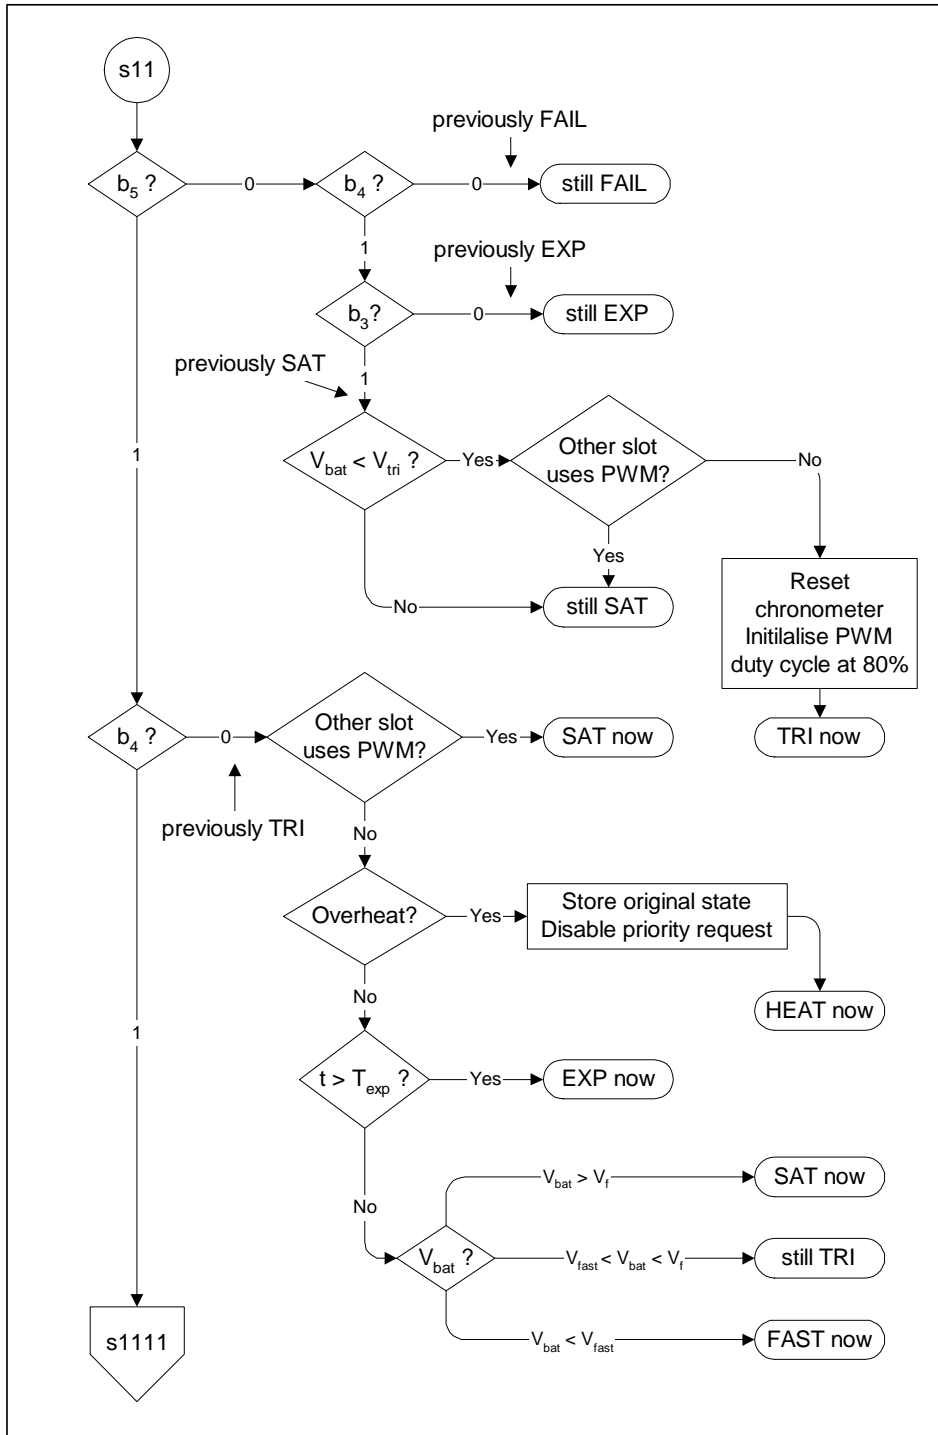 s11
previously FAIL
b5 ?
0
b4 ?
0
still FAIL
1
previously EXP
b3?
0
still EXP
previously SAT
1
1
Vbat < Vtri ?
Yes
Other slot
uses PWM?
No
Yes
No
still SAT
Reset
chronometer
Initilalise PWM
duty cycle at 80%
b4 ?
0
Other slot
uses PWM?
Yes
SAT now
TRI now
previously TRI
No
Overheat?
Yes
Store original state
Disable priority request
No
HEAT now
1
t > Texp ?
Yes
EXP now
No
Vbat > Vf
SAT now
Vbat ?
Vfast < Vbat < Vf
still TRI
s1111
Vbat < Vfast
FAST now